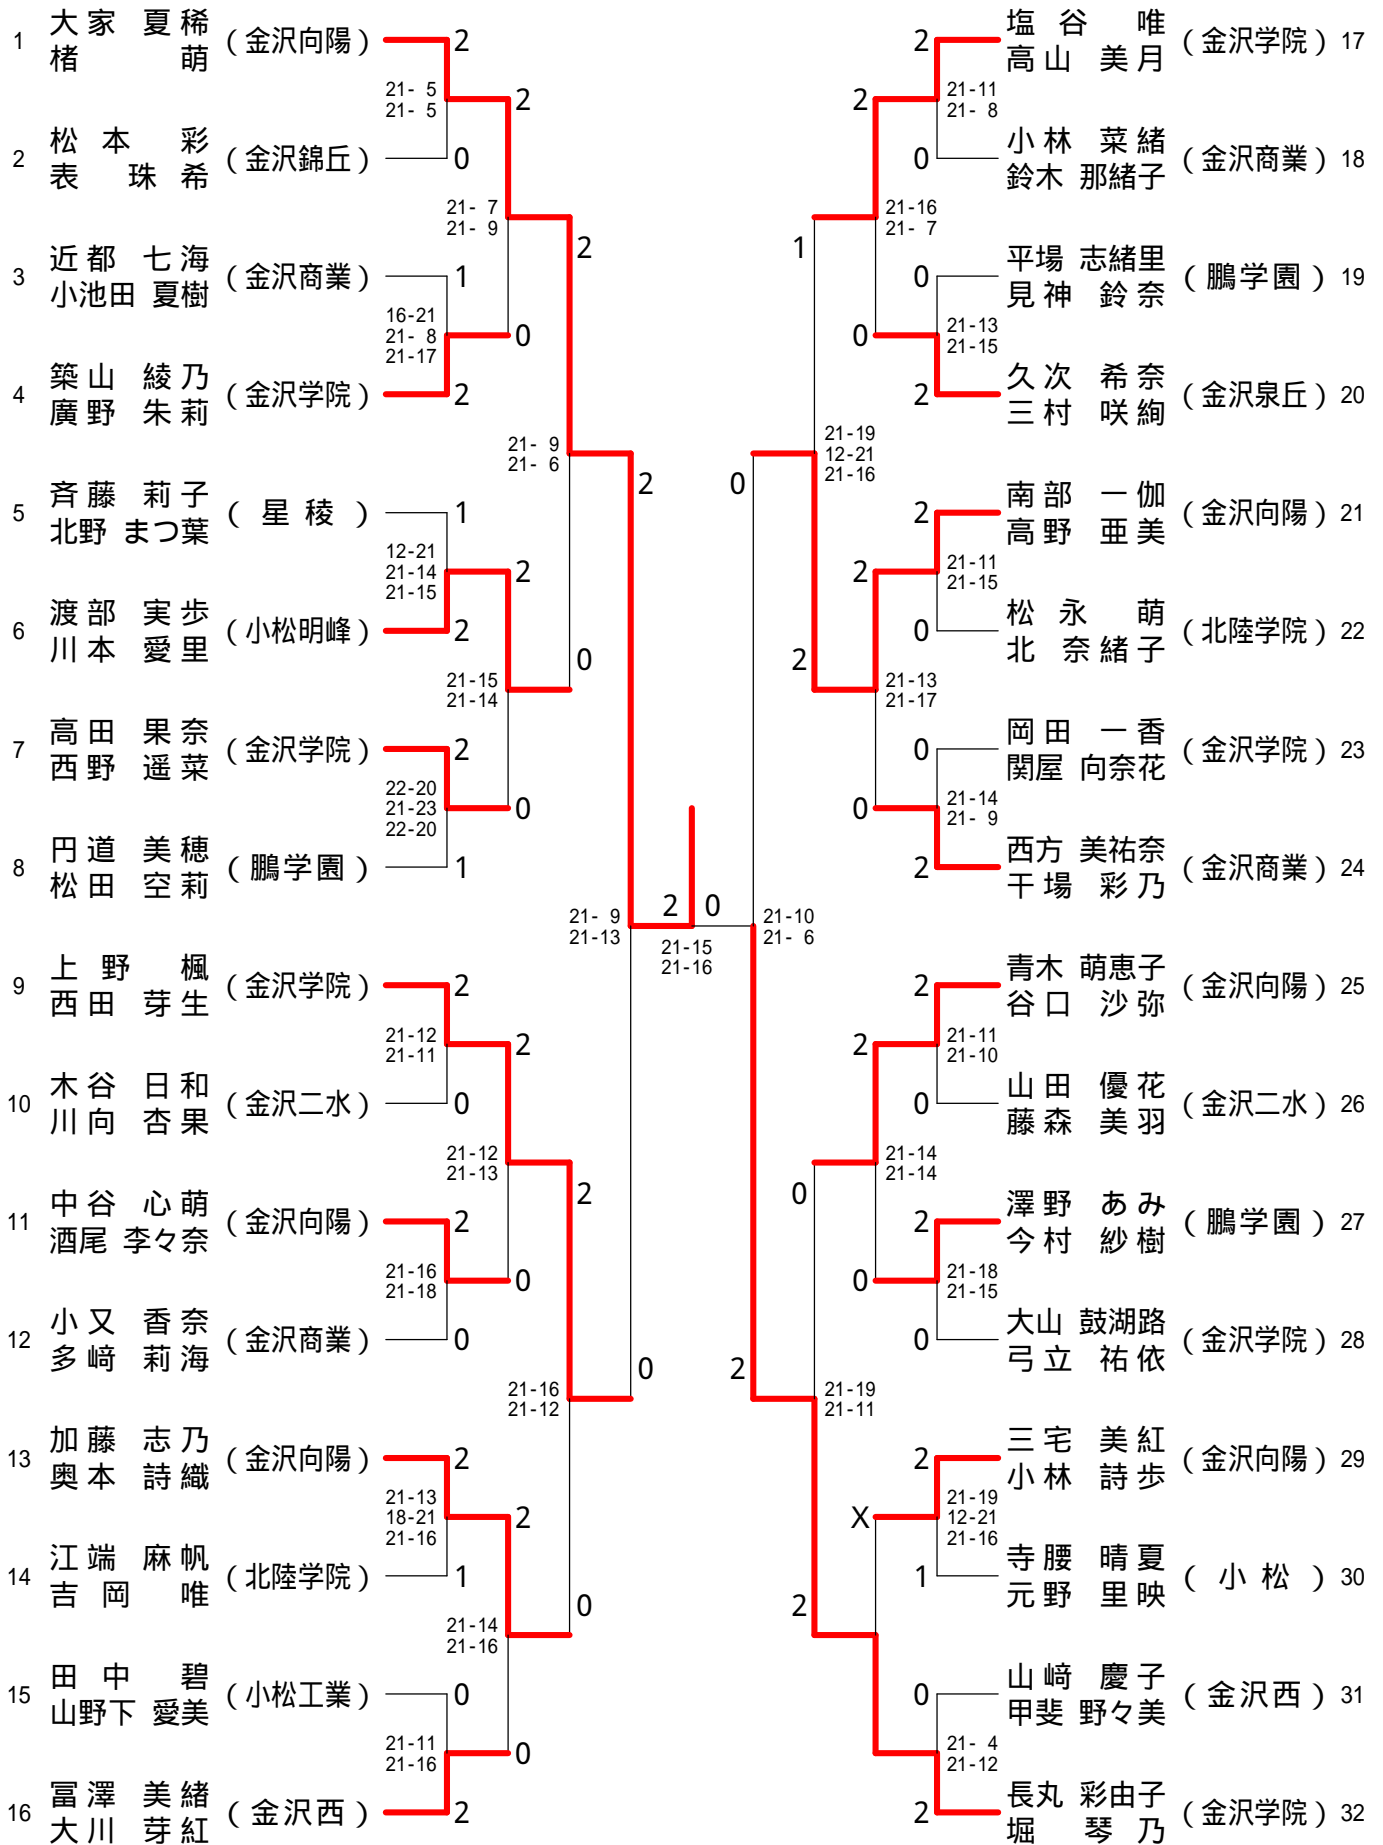 1 大家 夏稀 (金沢向陽) 2
楮 萌
21- 5
21- 5
2
2 松本 彩 (金沢錦丘) 0
表 珠希
21- 7
21- 9
2
3 近都 七海 (金沢商業) 1
小池田 夏樹
16-21
21- 8
21-17
0
4 築山 綾乃 (金沢学院) 2
廣野 朱莉
21- 9
21- 6
2
5 斉藤 莉子 (星稜) 1
北野 まつ葉
12-21
21-14
21-15
2
6 渡部 実歩 (小松明峰) 2
川本 愛里
21-15
21-14
0
7 高田 果奈 (金沢学院) 2
西野 遥菜
22-20
21-23
22-20
0
8 円道 美穂 (鵬学園) 1
松田 空莉
21- 9
21-13
2 0
21-15
21-16
9 上野 楓 (金沢学院) 2
西田 芽生
21-12
21-11
2
10 木谷 日和 (金沢二水) 0
川向 杏果
21-12
21-13
2
11 中谷 心萌 (金沢向陽) 2
酒尾 李々奈
21-16
21-18
0
12 小又 香奈 (金沢商業) 0
多﨑 莉海
21-16
21-12
0
13 加藤 志乃 (金沢向陽) 2
奥本 詩織
21-13
18-21
21-16
2
14 江端 麻帆 (北陸学院) 1
吉岡 唯
21-14
21-16
0
15 田中 碧 (小松工業) 0
山野下 愛美
21-11
21-16
0
16 冨澤 美緒 (金沢西) 2
大川 芽紅
2 塩谷 唯 (金沢学院) 17
高山 美月
2
21-11
21- 8
0 小林 菜緒 (金沢商業) 18
鈴木 那緒子
1
21-16
21- 7
0 平場 志緒里 (鵬学園) 19
見神 鈴奈
0
21-13
21-15
2 久次 希奈 (金沢泉丘) 20
三村 咲絢
0
21-19
12-21
21-16
2 南部 一伽 (金沢向陽) 21
高野 亜美
2
21-11
21-15
0 松永 萌 (北陸学院) 22
北 奈緒子
2
21-13
21-17
0 岡田 一香 (金沢学院) 23
関屋 向奈花
0
21-14
21- 9
2 西方 美祐奈 (金沢商業) 24
干場 彩乃
21-10
21- 6
2 青木 萌恵子 (金沢向陽) 25
谷口 沙弥
2
21-11
21-10
0 山田 優花 (金沢二水) 26
藤森 美羽
0
21-14
21-14
2 澤野 あみ (鵬学園) 27
今村 紗樹
0
21-18
21-15
0 大山 鼓湖路 (金沢学院) 28
弓立 祐依
2
21-19
21-11
2 三宅 美紅 (金沢向陽) 29
小林 詩歩
X
21-19
12-21
21-16
1 寺腰 晴夏 (小松) 30
元野 里映
2
0 山﨑 慶子 (金沢西) 31
甲斐 野々美
21- 4
21-12
2 長丸 彩由子 (金沢学院) 32
堀 琴乃